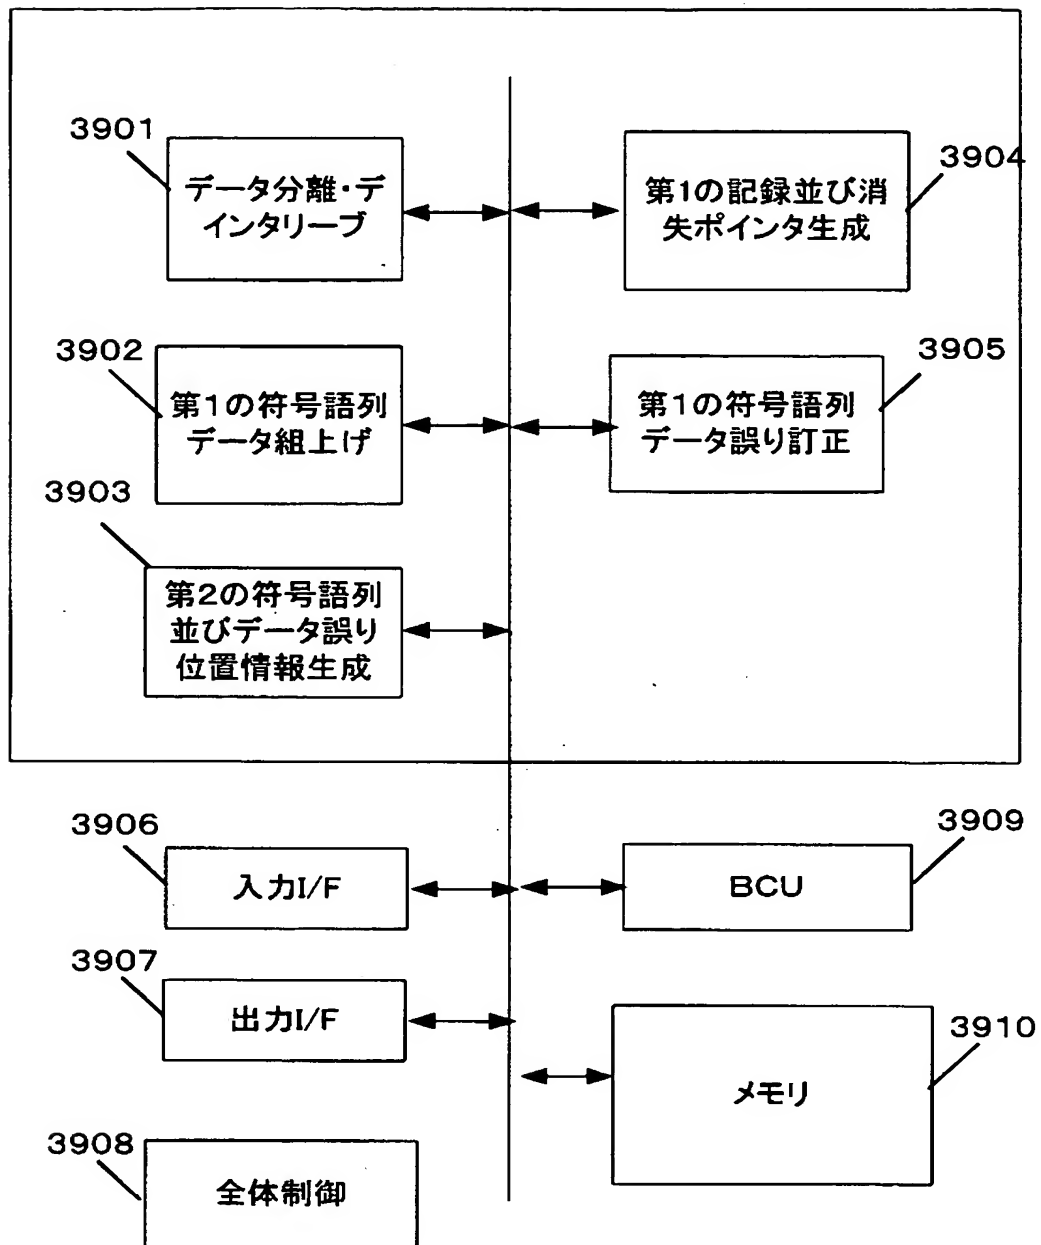 3901
データ分離・デ
インタリーブ
3904
第1の記録並び消
失ポインタ生成
3902
第1の符号語列
データ組上げ
3905
第1の符号語列
データ誤り訂正
3903
第2の符号語列
並びデータ誤り
位置情報生成
3906
入力I/F
3909
BCU
3907
出力I/F
3910
メモリ
3908
全体制御